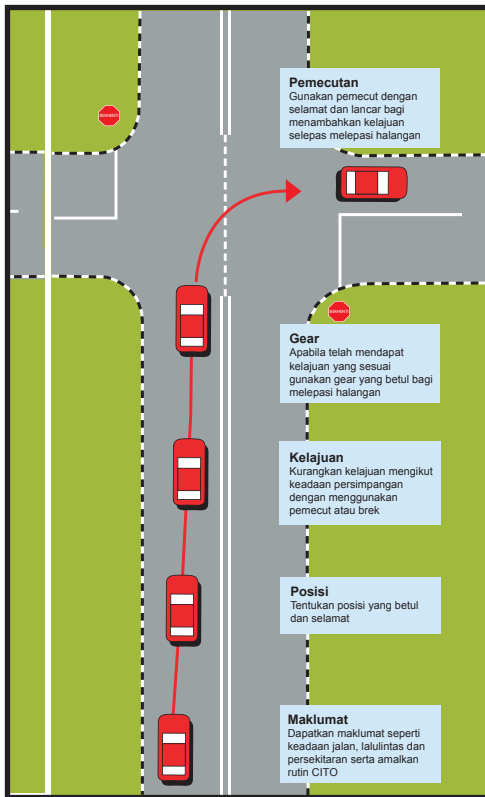 Pemecutan
Gunakan pemecut dengan
selamat dan lancar bagi
menambahkan kelajuan
selepas melepasi halangan
BERHENTI
BERHENTI
Gear
Apabila telah mendapat
kelajuan yang sesuai
gunakan gear yang betul bagi
melepasi halangan
Kelajuan
Kurangkan kelajuan mengikut
keadaan persimpangan
dengan menggunakan
pemecut atau brek
Posisi
Tentukan posisi yang betul
dan selamat
Maklumat
Dapatkan maklumat seperti
keadaan jalan, lalulintas dan
persekitaran serta amalkan
rutin CITO